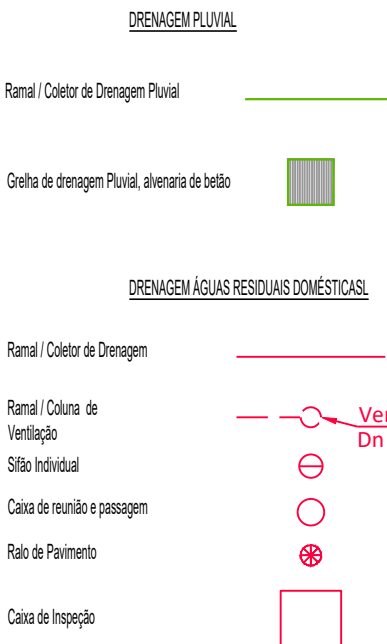 DRENAGEM PLUVIAL
Ramal / Coletor de Drenagem Pluvial
Grelha de drenagem Pluvial, alvenaria de betão
DRENAGEM ÁGUAS RESIDUAIS DOMÉSTICASL
Ramal / Coletor de Drenagem
Ramal / Coluna de
Ventilação
Ver
Dn
Sifão Individual
Caixa de reunião e passagem
Ralo de Pavimento
Caixa de Inspeção